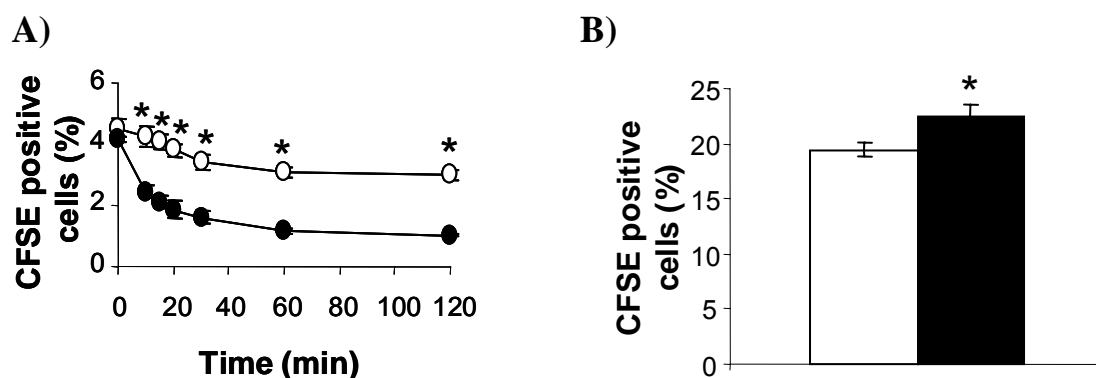 A)
CFSE positive
cells (%)
6
4
2
0
* * * * * *
0 20 40 60 80 100 120
Time (min)
B)
CFSE positive
cells (%)
25
20
15
10
5
0
*